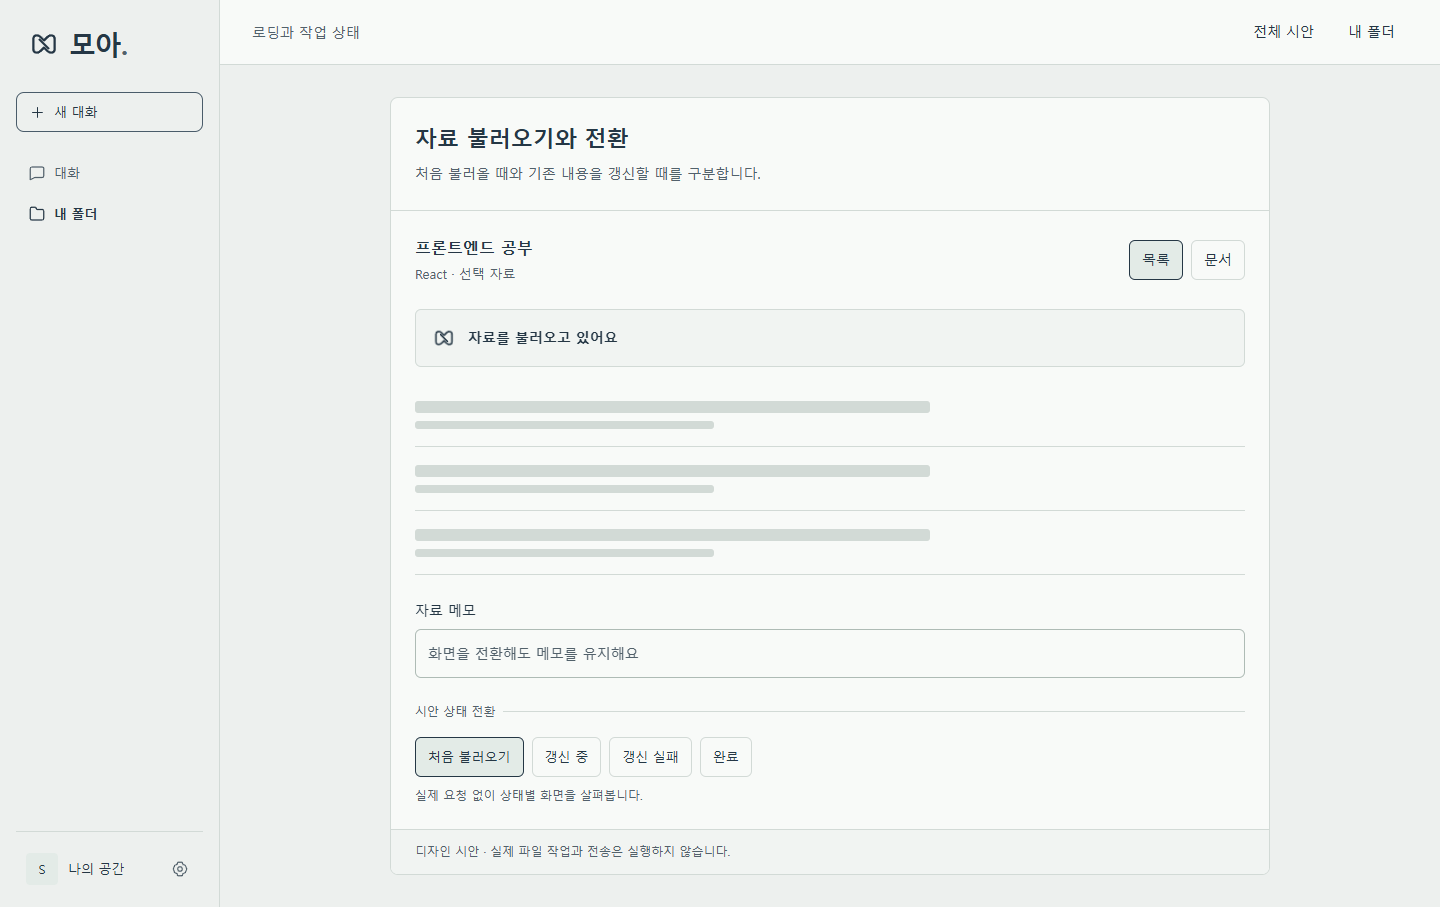 모아.
새 대화
대화
내 폴더
S 나의 공간
로딩과 작업 상태
전체 시안
내 폴더
자료 불러오기와 전환
처음 불러올 때와 기존 내용을 갱신할 때를 구분합니다.
프론트엔드 공부
React · 선택 자료
목록
문서
자료를 불러오고 있어요
자료 메모
화면을 전환해도 메모를 유지해요
시안 상태 전환
처음 불러오기
갱신 중
갱신 실패
완료
실제 요청 없이 상태별 화면을 살펴봅니다.
디자인 시안 · 실제 파일 작업과 전송은 실행하지 않습니다.